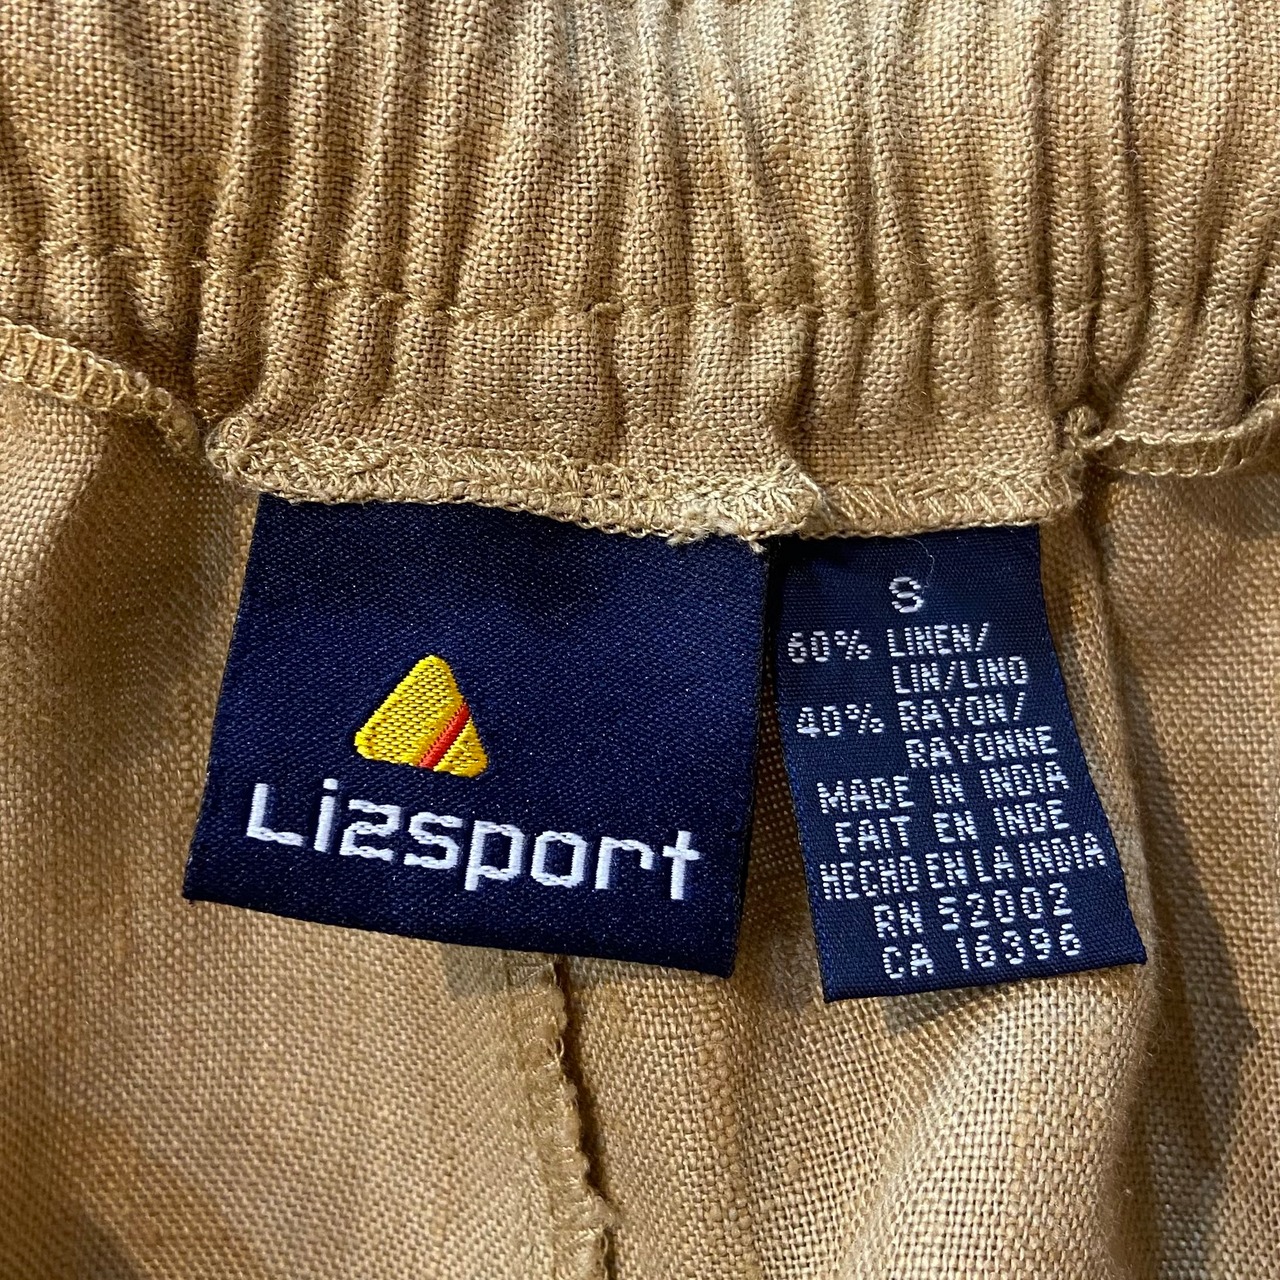 Lizsport
S
60% LINEN/
LIN/LINO
40% RAYON/
RAYONNE
MADE IN INDIA
FAIT EN INDE
HECHO EN LA INDIA
RN 52002
CA 16396